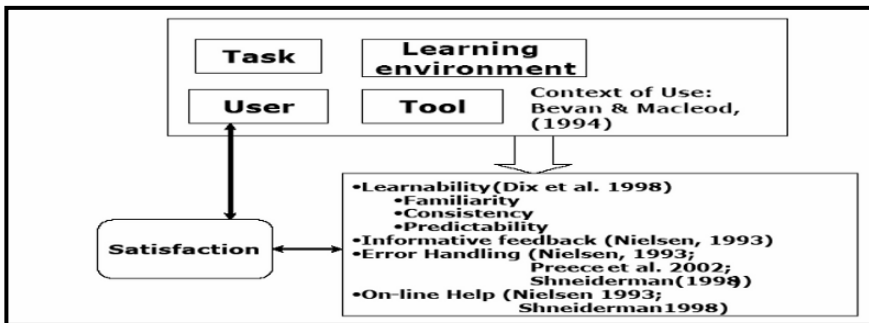 Task
Learning
environment
User
Tool
Context of Use:
Bevan & Macleod,
(1994)
•Learnability(Dix et al. 1998)
•Familiarity
•Consistency
•Predictability
•Informative feedback (Nielsen, 1993)
•Error Handling (Nielsen, 1993;
Preece et al. 2002;
Shneiderman(1998))
•On-line Help (Nielsen 1993;
Shneiderman 1998)
Satisfaction